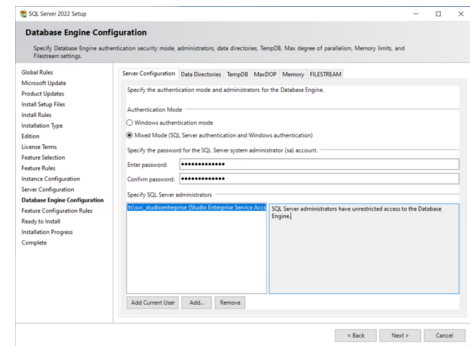 SQL Server 2022 Setup
Database Engine Configuration
Specify Database Engine authentication security mode, administrators, data directories, TempDB, Max degree of parallelism, Memory limits, and
Filestream settings.
Global Rules
Microsoft Update
Product Updates
Install Setup Files
Install Rules
Installation Type
Edition
License Terms
Feature Selection
Feature Rules
Instance Configuration
Server Configuration
Database Engine Configuration
Feature Configuration Rules
Ready to Install
Installation Progress
Complete
Server Configuration Data Directories TempDB MaxDOP Memory FILESTREAM
Specify the authentication mode and administrators for the Database Engine.
Authentication Mode
Windows authentication mode
Mixed Mode (SQL Server authentication and Windows authentication)
Specify the password for the SQL Server system administrator (sa) account.
Enter password:
Confirm password:
Specify SQL Server administrators
(Studio Enterprise Service Acco
SQL Server administrators have unrestricted access to the Database
Engine.
Add Current User Add... Remove
< Back Next > Cancel